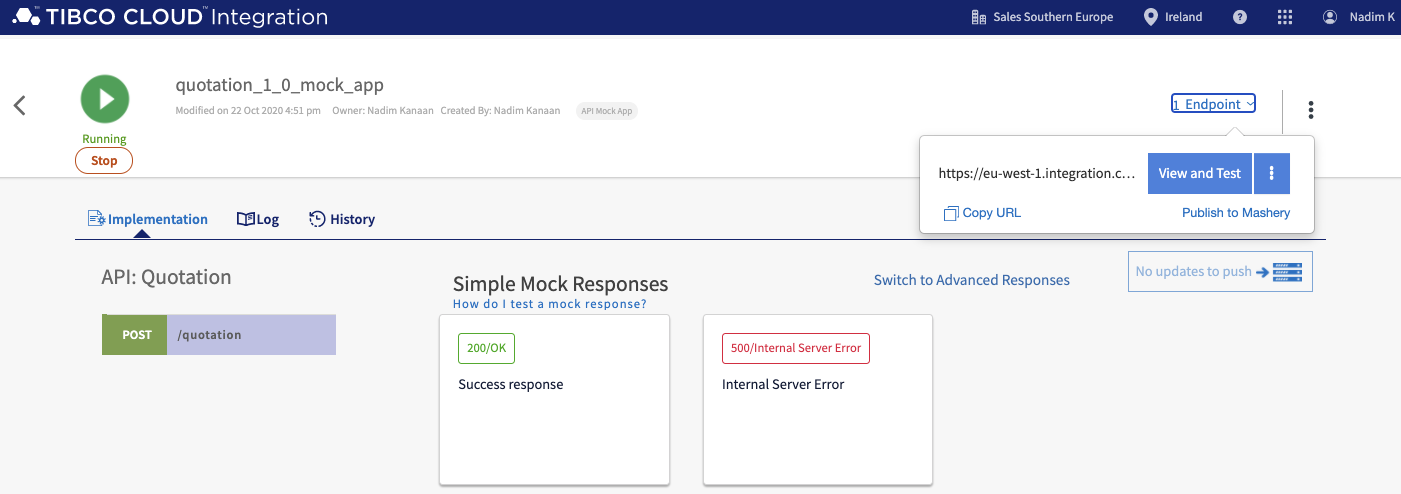 TIBCO CLOUD™ Integration
Sales Southern Europe
Ireland
?
Nadim K
quotation_1_0_mock_app
Modified on 22 Oct 2020 4:51 pm Owner: Nadim Kanaan Created By: Nadim Kanaan API Mock App
1 Endpoint
Running
Stop
https://eu-west-1.integration.c...
View and Test
Copy URL
Publish to Mashery
Implementation
Log
History
API: Quotation
Simple Mock Responses
Switch to Advanced Responses
No updates to push
How do I test a mock response?
POST /quotation
200/OK
Success response
500/Internal Server Error
Internal Server Error